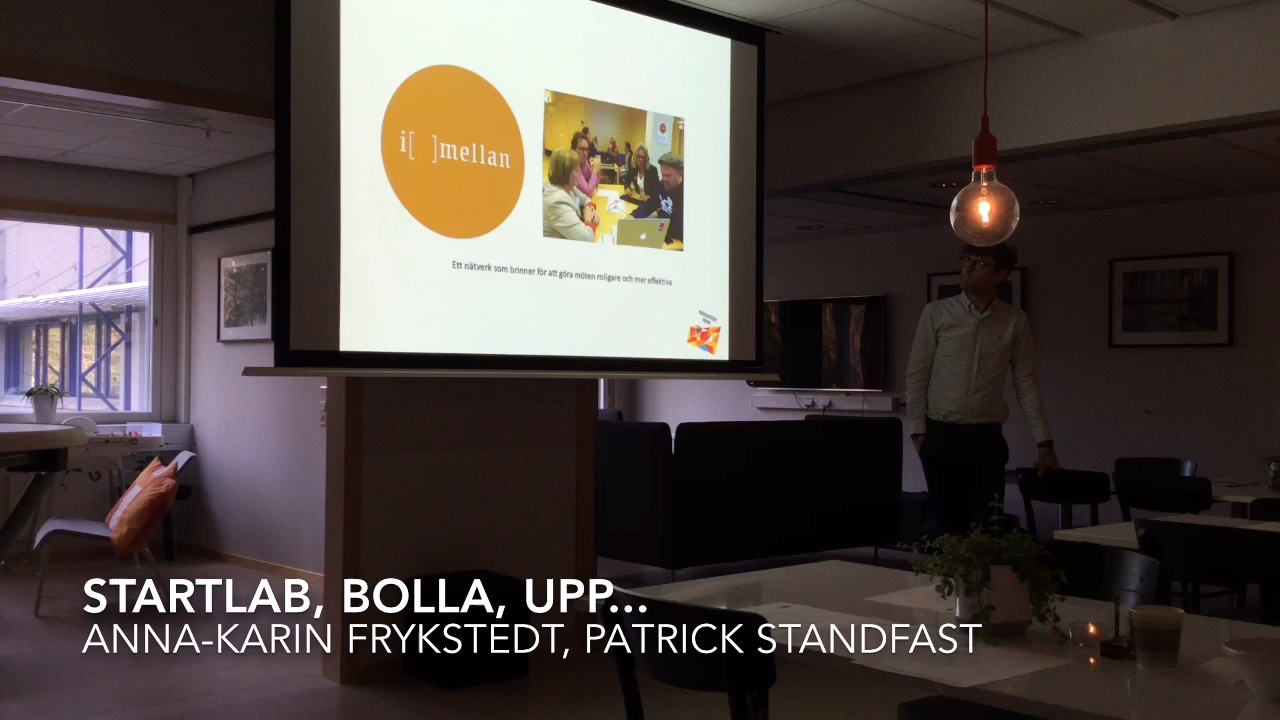 i[ ]mellan
Ett nätverk som brinner för att göra möten roligare och mer effektiva
STARTLAB, BOLLA, UPP...
ANNA-KARIN FRYKSTEDT, PATRICK STANDFAST